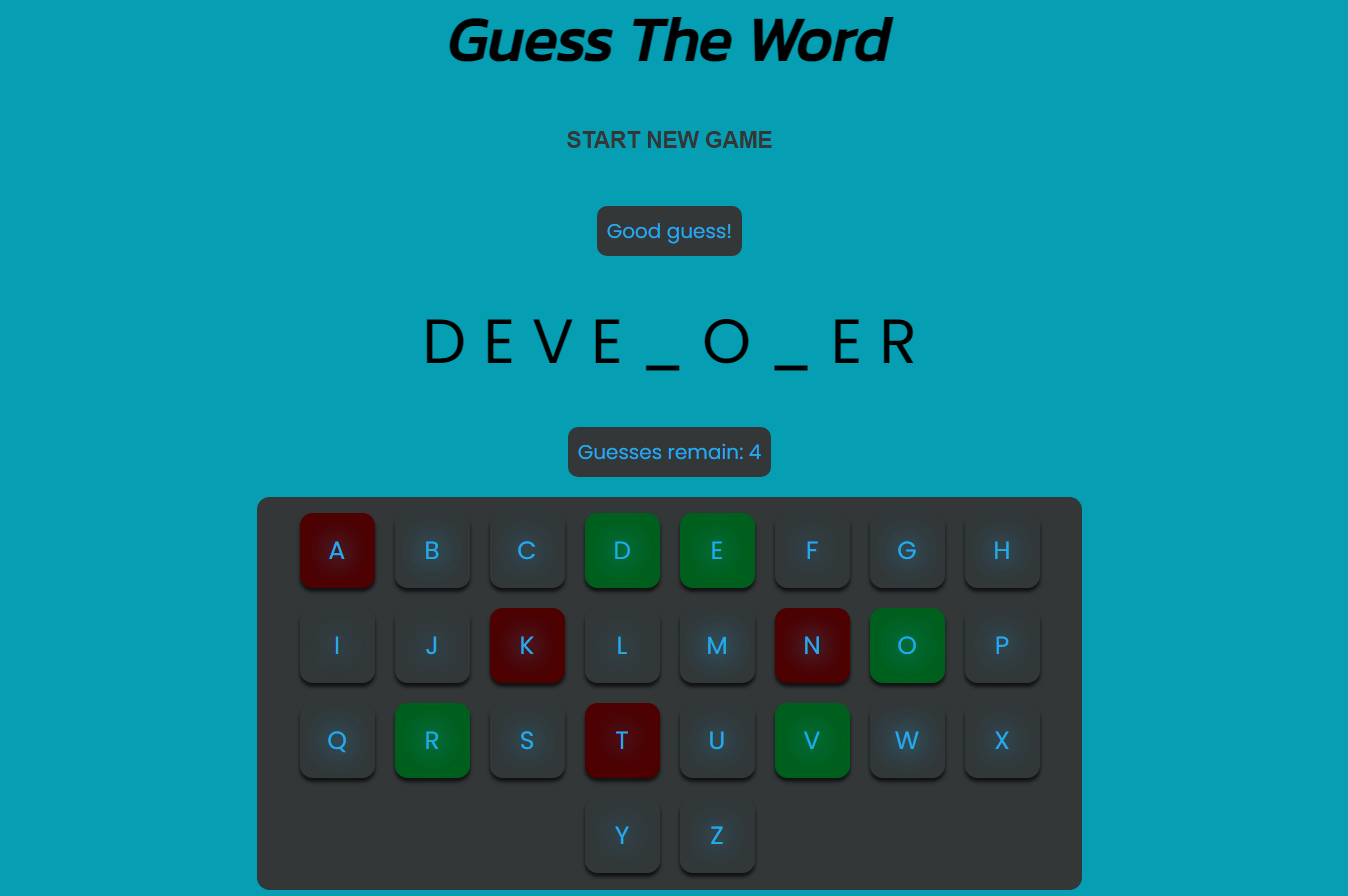 Guess The Word
START NEW GAME
Good guess!
D E V E _ O _ E R
Guesses remain: 4
A B C D E F G H
I J K L M N O P
Q R S T U V W X
Y Z